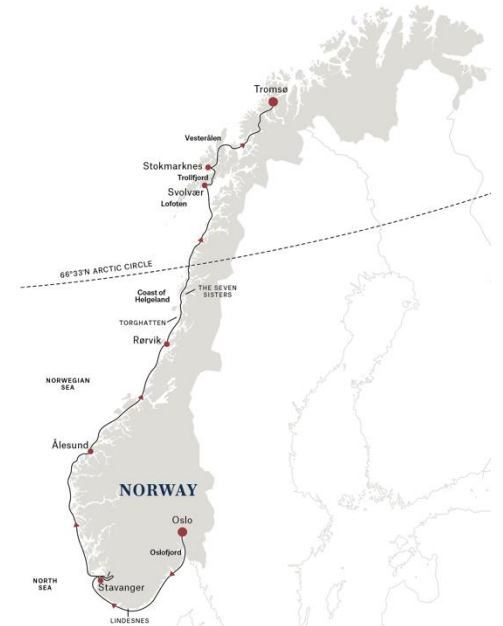 Tromsø
Vesterålen
Stokmarknes
Trollfjord
Svolvær
Lofoten
66°33'N ARCTIC CIRCLE
Coast of
Helgeland
THE SEVEN
SISTERS
TORGHATTEN
Rørvik
NORWEGIAN
SEA
Ålesund
NORWAY
Oslo
Oslofjord
NORTH
SEA
Stavanger
LINDESNES